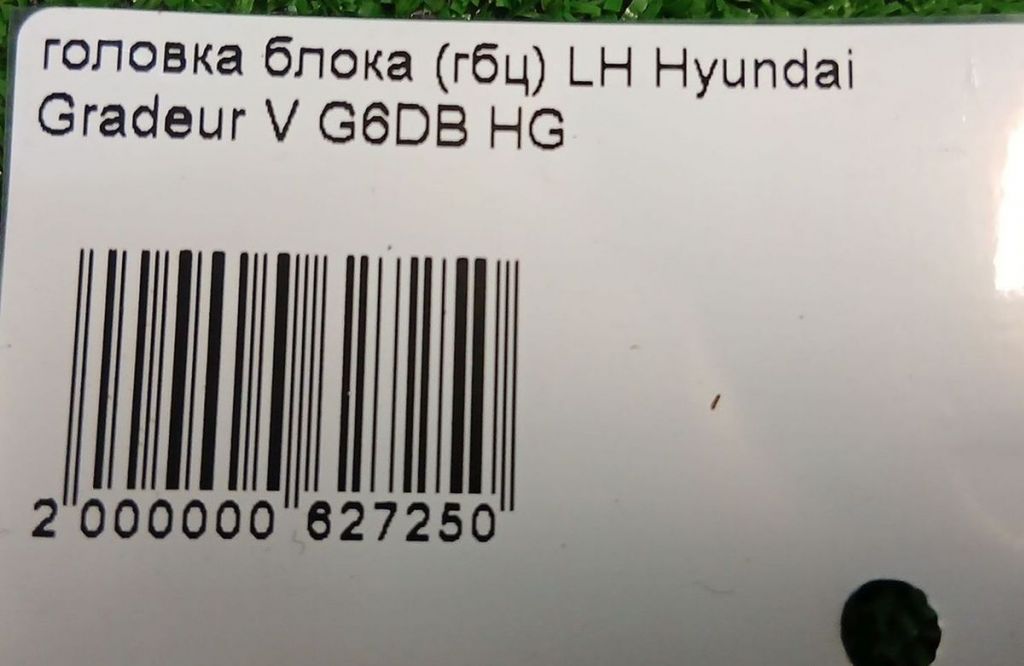 головка блока (гбц) LH Hyundai
Gradeur V G6DB HG
2 000000 627250